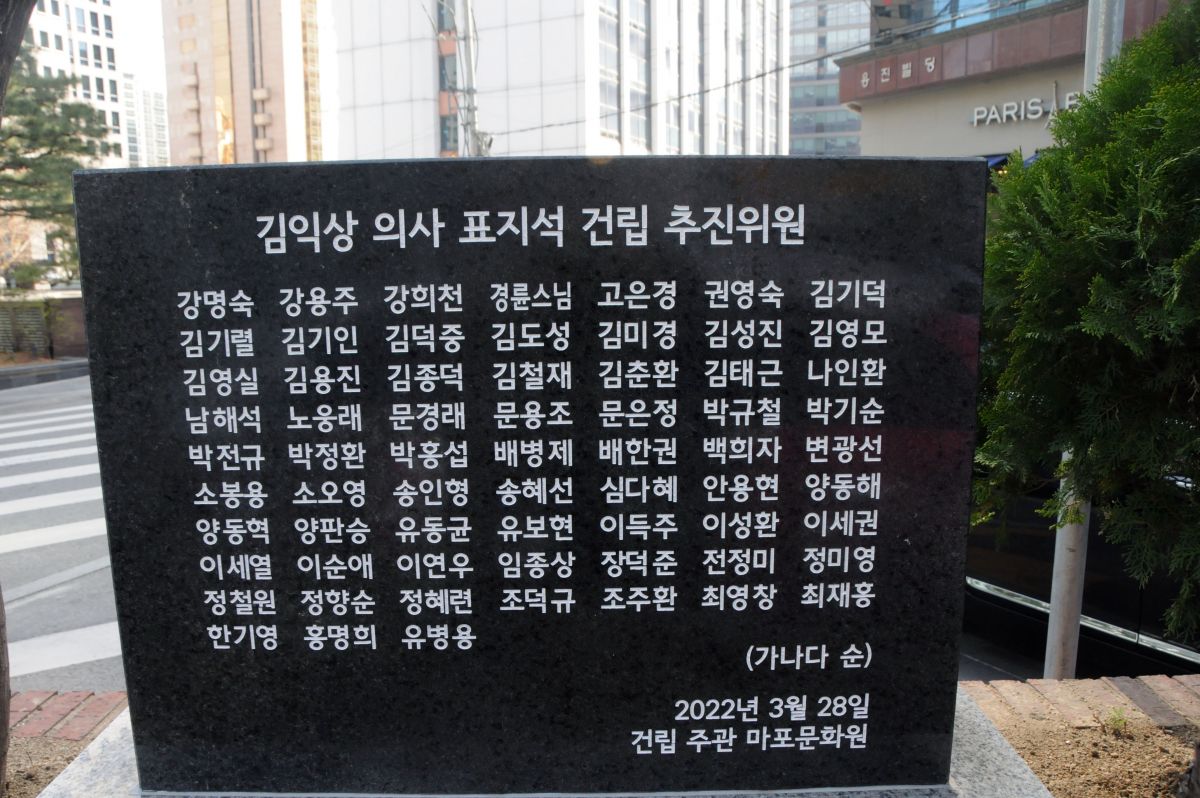 용진빌딩
PARIS
김익상 의사 표지석 건립 추진위원
강명숙 강용주 강희천 경륜스님 고은경 권영숙 김기덕
김기렬 김기인 김덕중 김도성 김미경 김성진 김영모
김영실 김용진 김종덕 김철재 김춘환 김태근 나인환
남해석 노웅래 문경래 문용조 문은정 박규철 박기순
박전규 박정환 박홍섭 배병제 배한권 백희자 변광선
소봉용 소오영 송인형 송혜선 심다혜 안용현 양동해
양동혁 양판승 유동균 유보현 이득주 이성환 이세권
이세열 이순애 이연우 임종상 장덕준 전정미 정미영
정철원 정향순 정혜련 조덕규 조주환 최영창 최재홍
한기영 홍명희 유병용
(가나다 순)
2022년 3월 28일
건립 주관 마포문화원